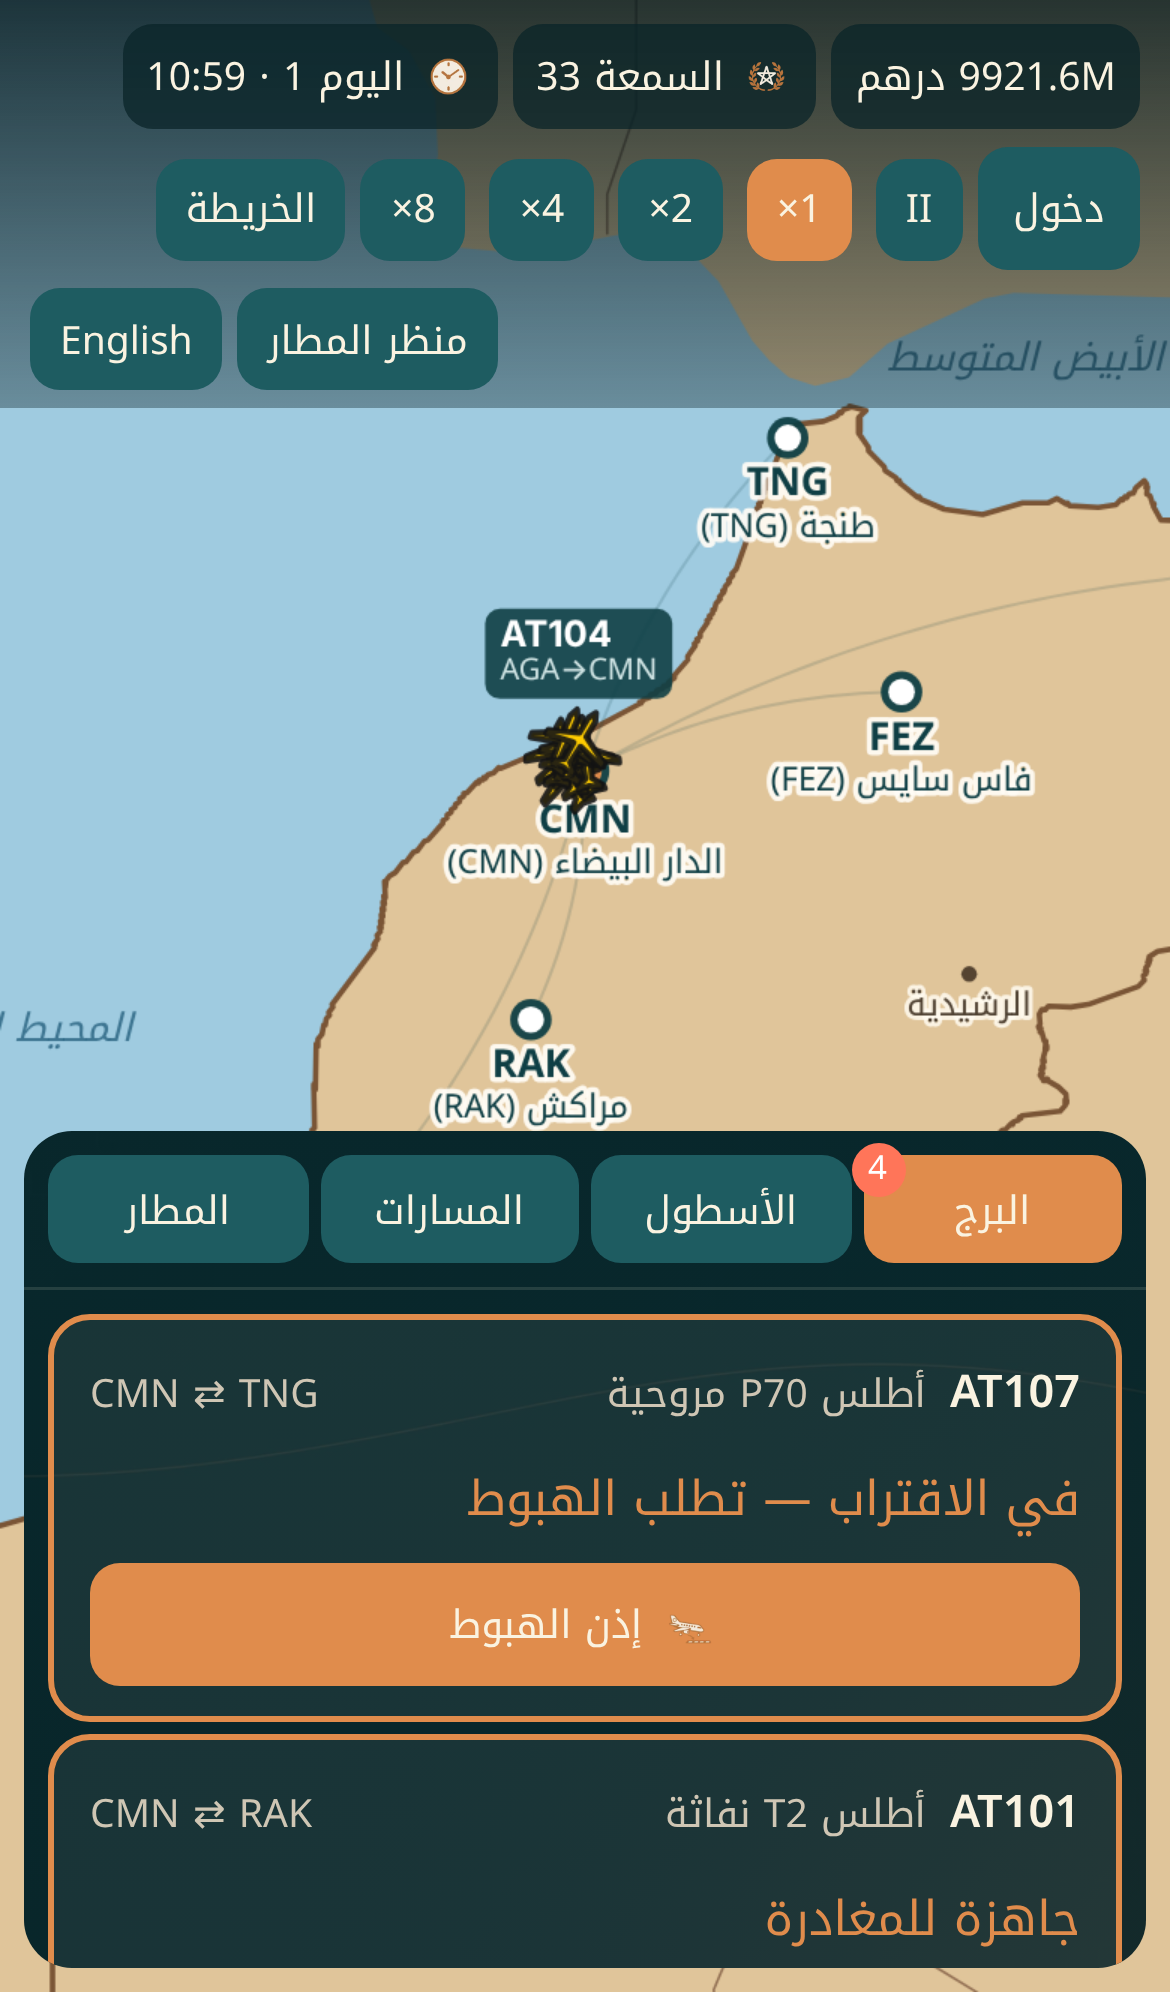 9921.6M درهم
السمعة 33
اليوم 1 · 10:59
دخول
II
×1
×2
×4
×8
الخريطة
منظر المطار
English
الأبيض المتوسط
TNG
طنجة (TNG)
AT104
AGA→CMN
FEZ
فاس سايس (FEZ)
CMN
الدار البيضاء (CMN)
الرشيدية
المحيط
RAK
مراكش (RAK)
البرج
4
الأسطول
المسارات
المطار
AT107 أطلس P70 مروحية
CMN ⇄ TNG
في الاقتراب — تطلب الهبوط
إذن الهبوط
AT101 أطلس T2 نفاثة
CMN ⇄ RAK
جاهزة للمغادرة